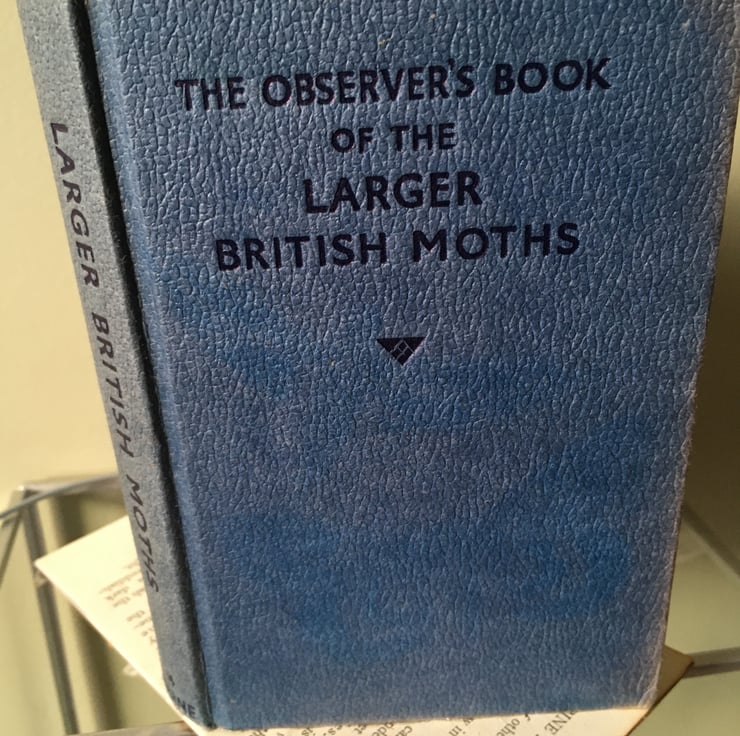 THE OBSERVER'S BOOK
OF THE
LARGER
BRITISH MOTHS
LARGER BRITISH MOTHS